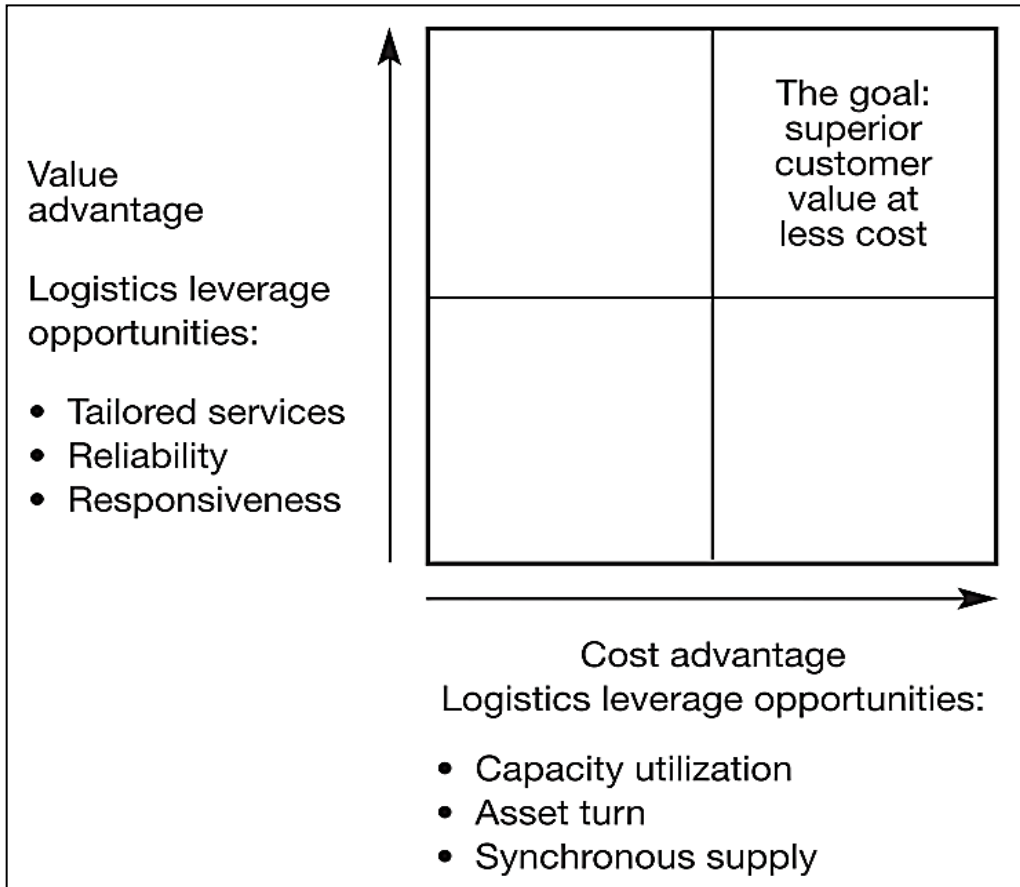 The goal:
superior
customer
value at
less cost
Value
advantage
Logistics leverage
opportunities:
• Tailored services
• Reliability
• Responsiveness
Cost advantage
Logistics leverage opportunities:
• Capacity utilization
• Asset turn
• Synchronous supply